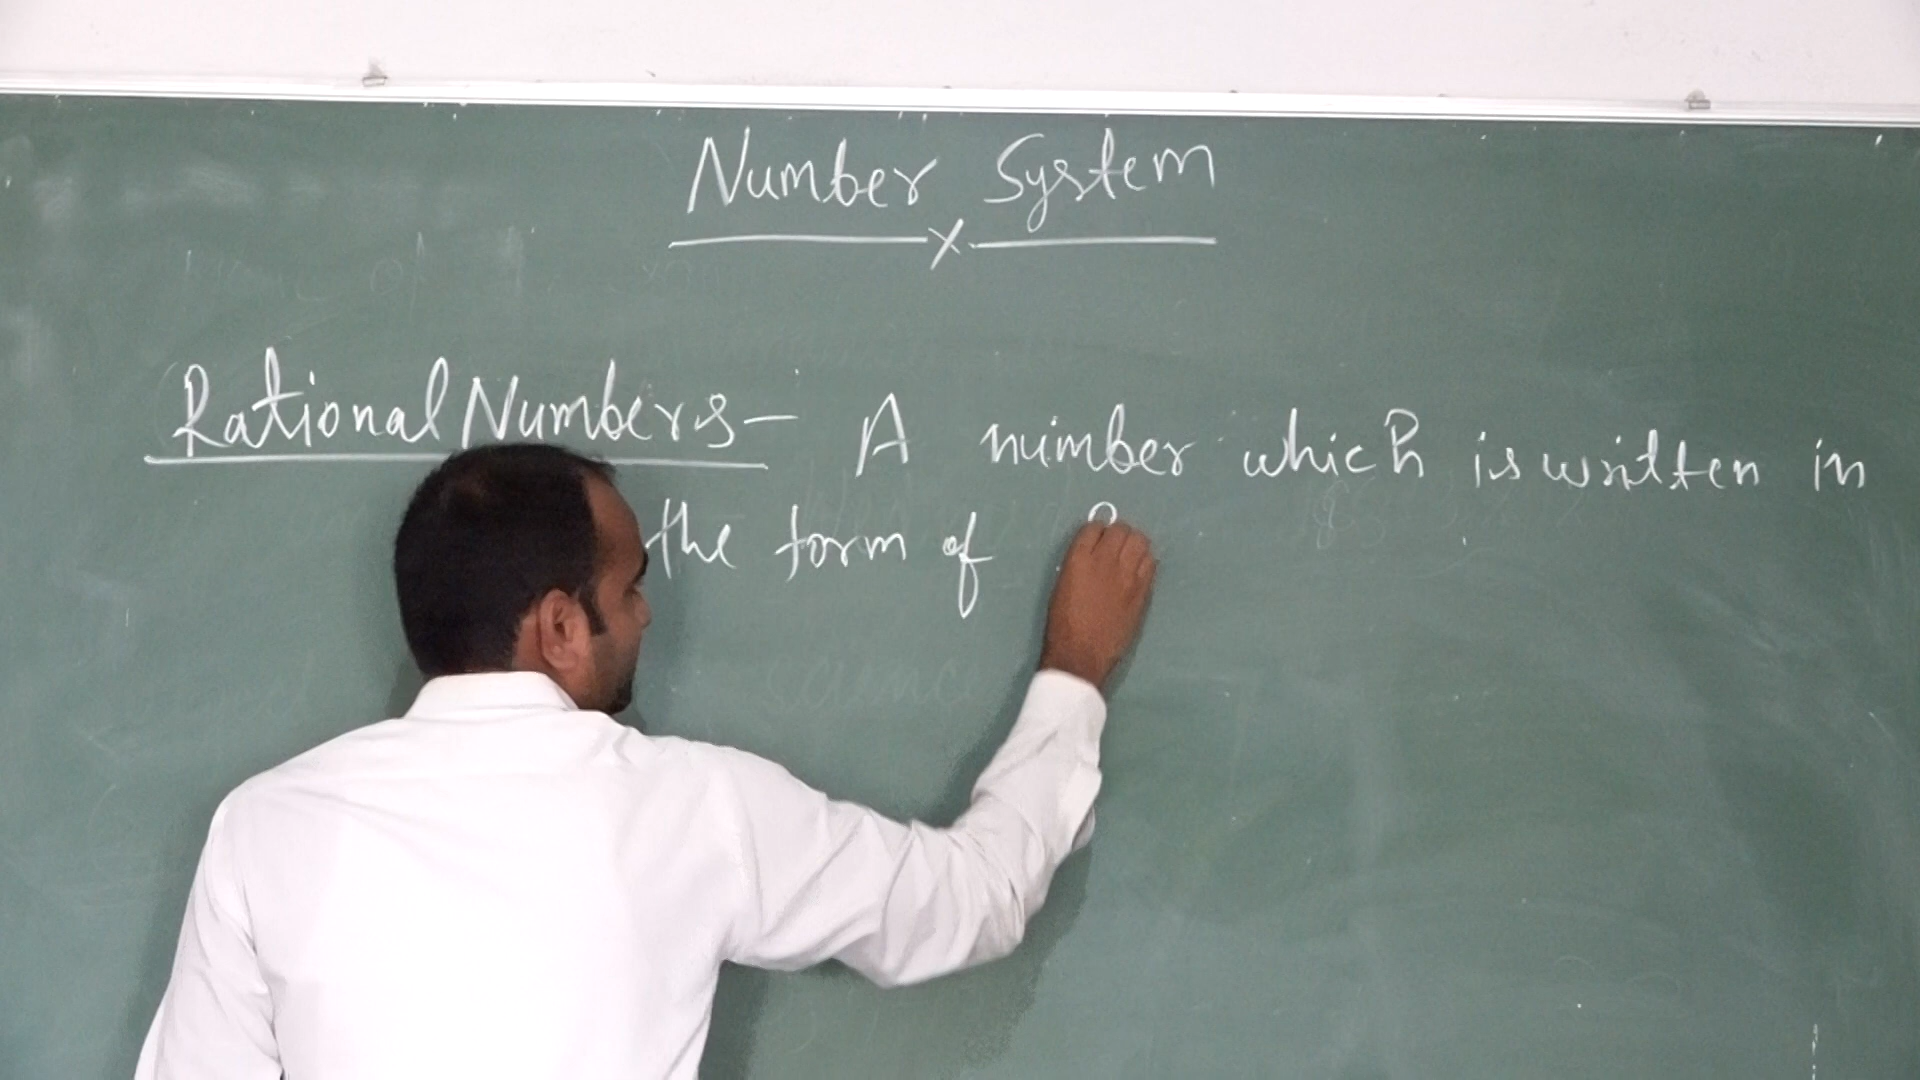 Number System
Rational Numbers - A number which is written in
the form of